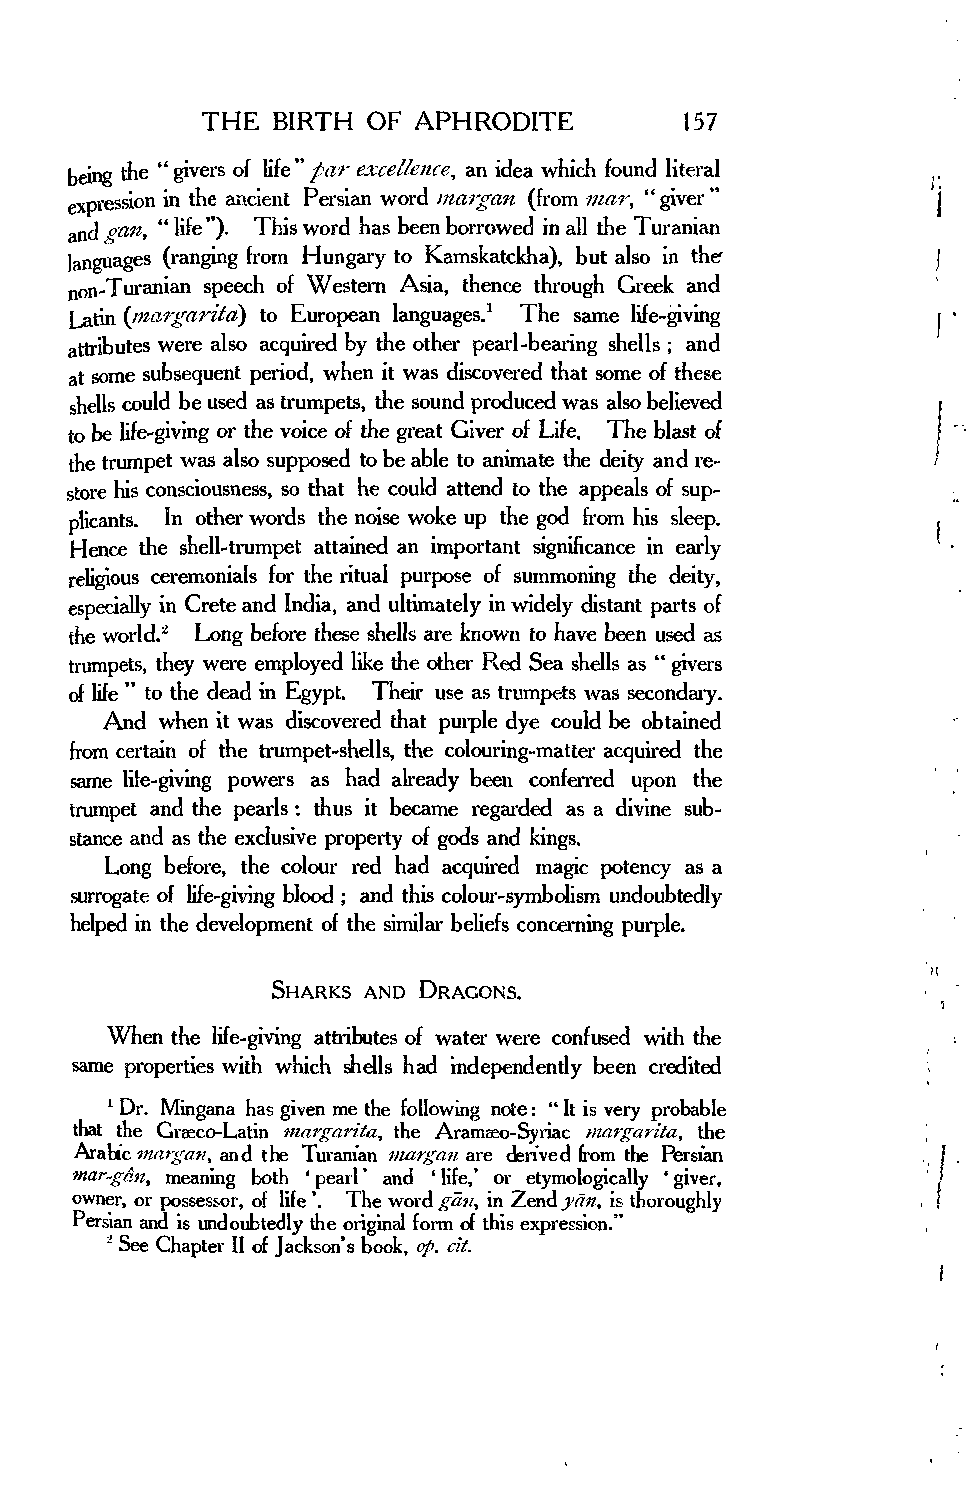 THE BIRTH OF APHRODITE 157
being the “givers of life” par excellence, an idea which found literal
expression in the ancient Persian word margan (from mar, “giver”
and gan, “life”). This word has been borrowed in all the Turanian
languages (ranging from Hungary to Kamskatckha), but also in the
non-Turanian speech of Western Asia, thence through Greek and
Latin (margarita) to European languages.¹ The same life-giving
attributes were also acquired by the other pearl-bearing shells ; and
at some subsequent period, when it was discovered that some of these
shells could be used as trumpets, the sound produced was also believed
to be life-giving or the voice of the great Giver of Life. The blast of
the trumpet was also supposed to be able to animate the deity and re-
store his consciousness, so that he could attend to the appeals of sup-
plicants. In other words the noise woke up the god from his sleep.
Hence the shell-trumpet attained an important significance in early
religious ceremonials for the ritual purpose of summoning the deity,
especially in Crete and India, and ultimately in widely distant parts of
the world.² Long before these shells are known to have been used as
trumpets, they were employed like the other Red Sea shells as “givers
of life” to the dead in Egypt. Their use as trumpets was secondary.
And when it was discovered that purple dye could be obtained
from certain of the trumpet-shells, the colouring-matter acquired the
same life-giving powers as had already been conferred upon the
trumpet and the pearls : thus it became regarded as a divine sub-
stance and as the exclusive property of gods and kings.
Long before, the colour red had acquired magic potency as a
surrogate of life-giving blood ; and this colour-symbolism undoubtedly
helped in the development of the similar beliefs concerning purple.
SHARKS AND DRAGONS.
When the life-giving attributes of water were confused with the
same properties with which shells had independently been credited
¹ Dr. Mingana has given me the following note: “It is very probable
that the Græco-Latin margarita, the Aramæo-Syriac margarita, the
Arabic margan, and the Turanian margan are derived from the Persian
mar-gân, meaning both ‘pearl’ and ‘life,’ or etymologically ‘giver,
owner, or possessor, of life’. The word gān, in Zend yān, is thoroughly
Persian and is undoubtedly the original form of this expression.”
² See Chapter II of Jackson’s book, op. cit.